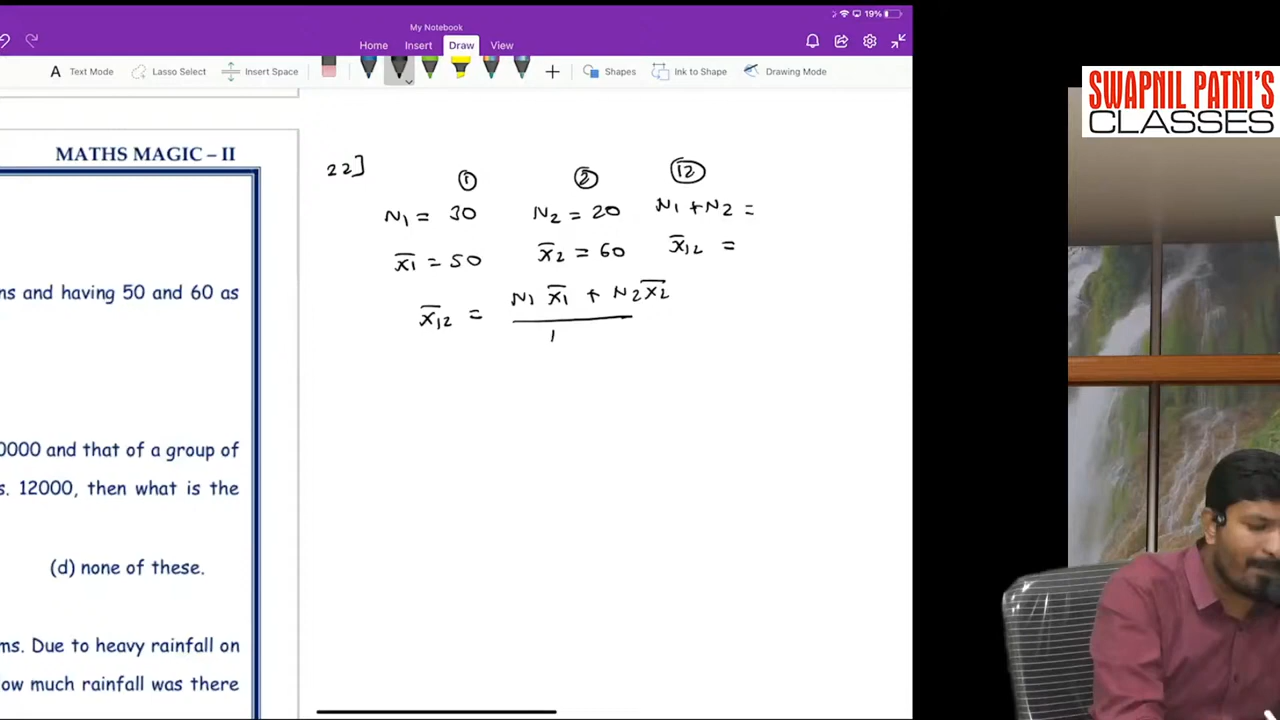 19%
My Notebook
Home Insert Draw View
Text Mode Lasso Select Insert Space Shapes Ink to Shape Drawing Mode
SWAPNIL PATNI'S
CLASSES
MATHS MAGIC – II
ns and having 50 and 60 as
0000 and that of a group of
s. 12000, then what is the
(d) none of these.
ms. Due to heavy rainfall on
ow much rainfall was there
22]
① ② ⑫
N₁ = 30 N₂ = 20 N₁ + N₂ =
x̄₁ = 50 x̄₂ = 60 x̄₁₂ =
x̄₁₂ = N₁ x̄₁ + N₂ x̄₂